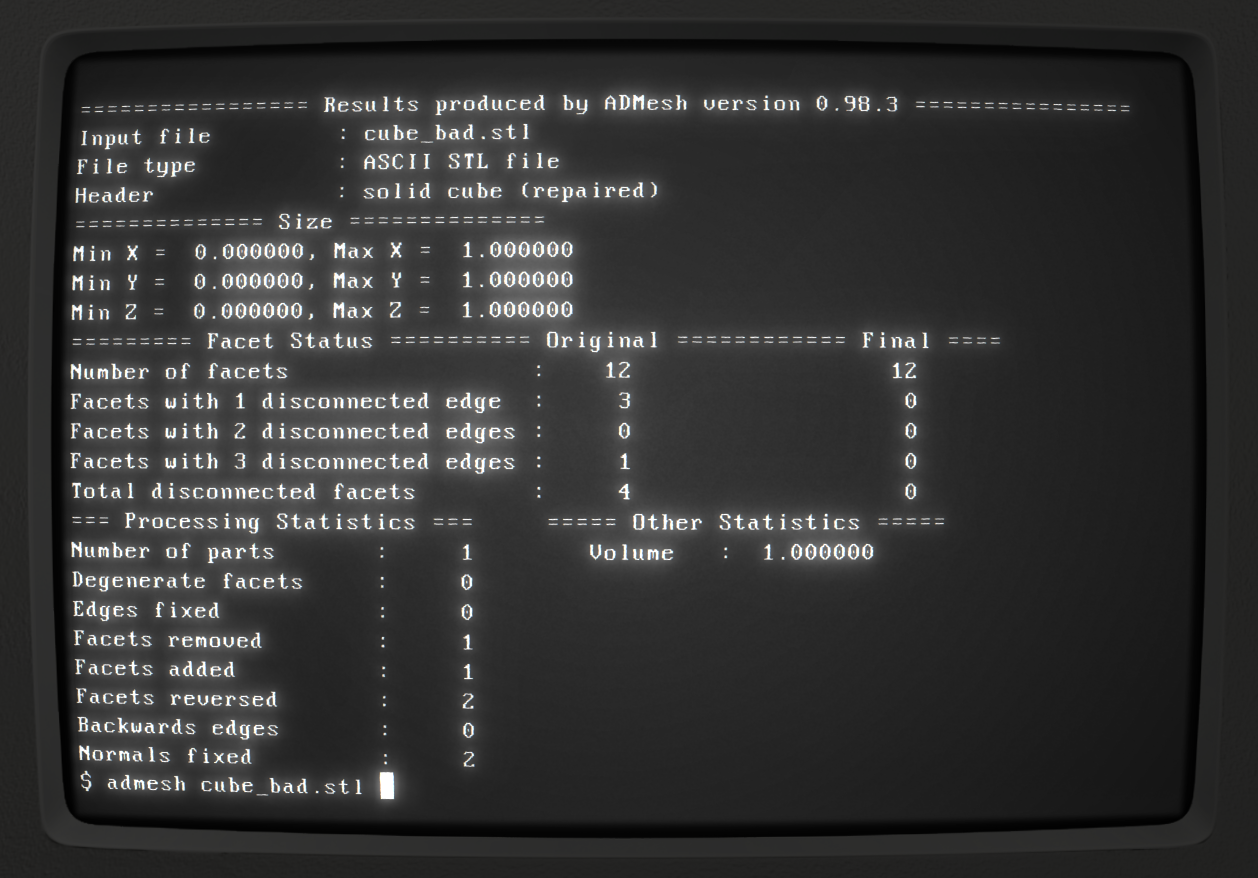 ================= Results produced by ADMesh version 0.98.3 ================
Input file : cube_bad.stl
File type : ASCII STL file
Header : solid cube (repaired)
============== Size ==============
Min X = 0.000000, Max X = 1.000000
Min Y = 0.000000, Max Y = 1.000000
Min Z = 0.000000, Max Z = 1.000000
========= Facet Status ========== Original ============ Final ====
Number of facets : 12 12
Facets with 1 disconnected edge : 3 0
Facets with 2 disconnected edges : 0 0
Facets with 3 disconnected edges : 1 0
Total disconnected facets : 4 0
=== Processing Statistics === ===== Other Statistics =====
Number of parts : 1 Volume : 1.000000
Degenerate facets : 0
Edges fixed : 0
Facets removed : 1
Facets added : 1
Facets reversed : 2
Backwards edges : 0
Normals fixed : 2
$ admesh cube_bad.stl